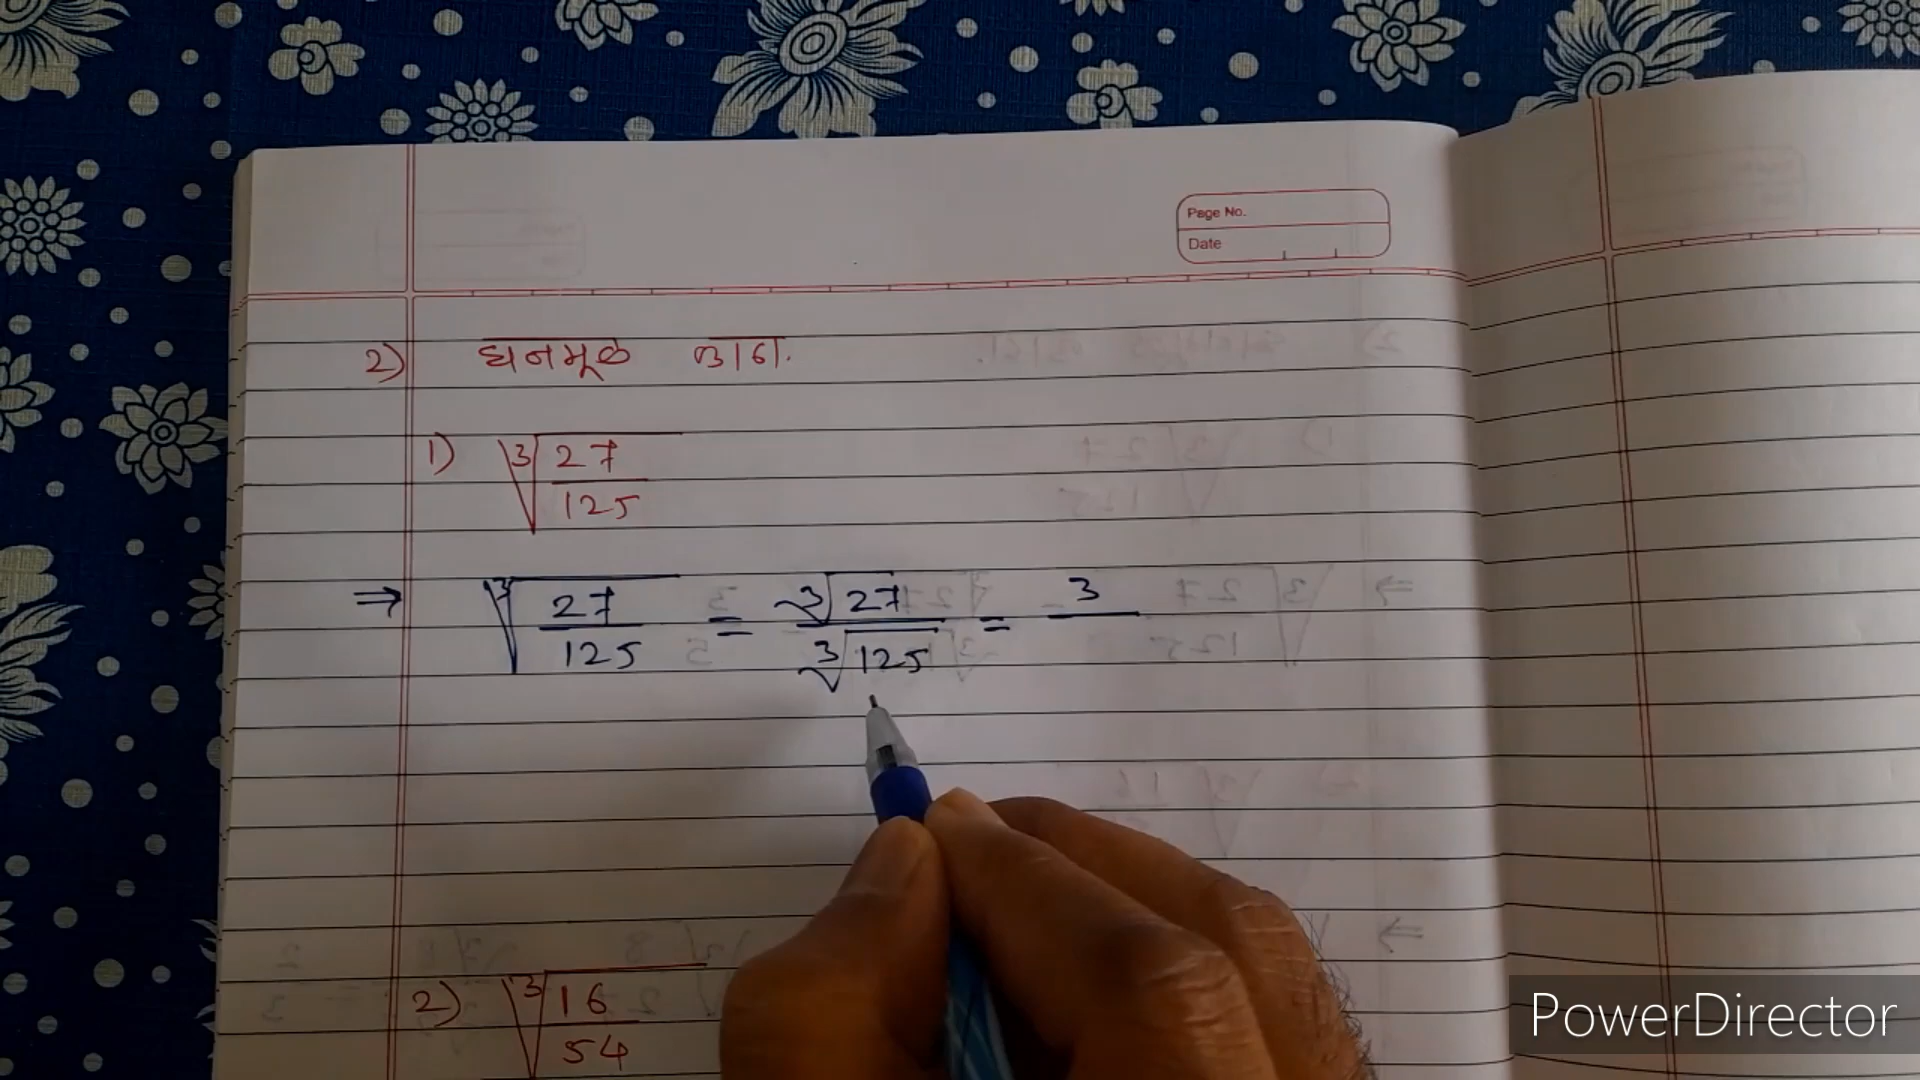 Page No.
Date
2) घनमूळ काढा.
1) ∛(27/125)
⇒ ∛(27/125) = ∛27/∛125 = 3/
2) ∛(16/54)
PowerDirector